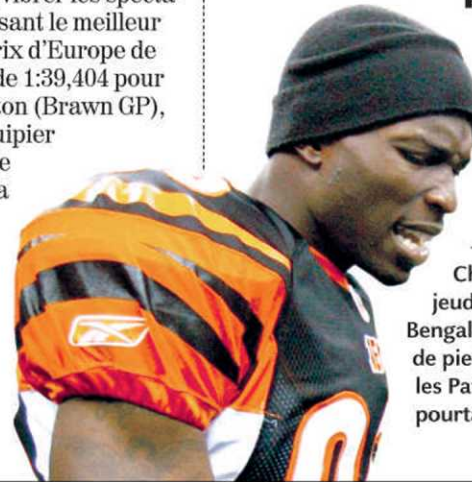 sant le meilleur
rix d'Europe de
de 1:39,404 pour
ton (Brawn GP),
uipier
e
a
Ch
jeud
Bengal
de pie
les Pa
pourta